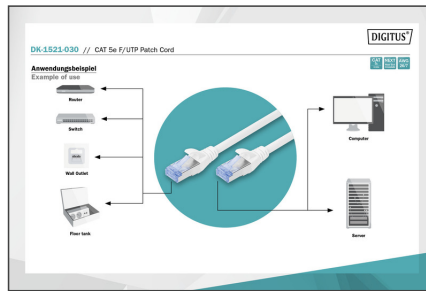 DIGITUS®
DK-1521-030 // CAT 5e F/UTP Patch Cord
Anwendungsbeispiel
Example of use
Router
Switch
Wall Outlet
Floor tank
Computer
Server